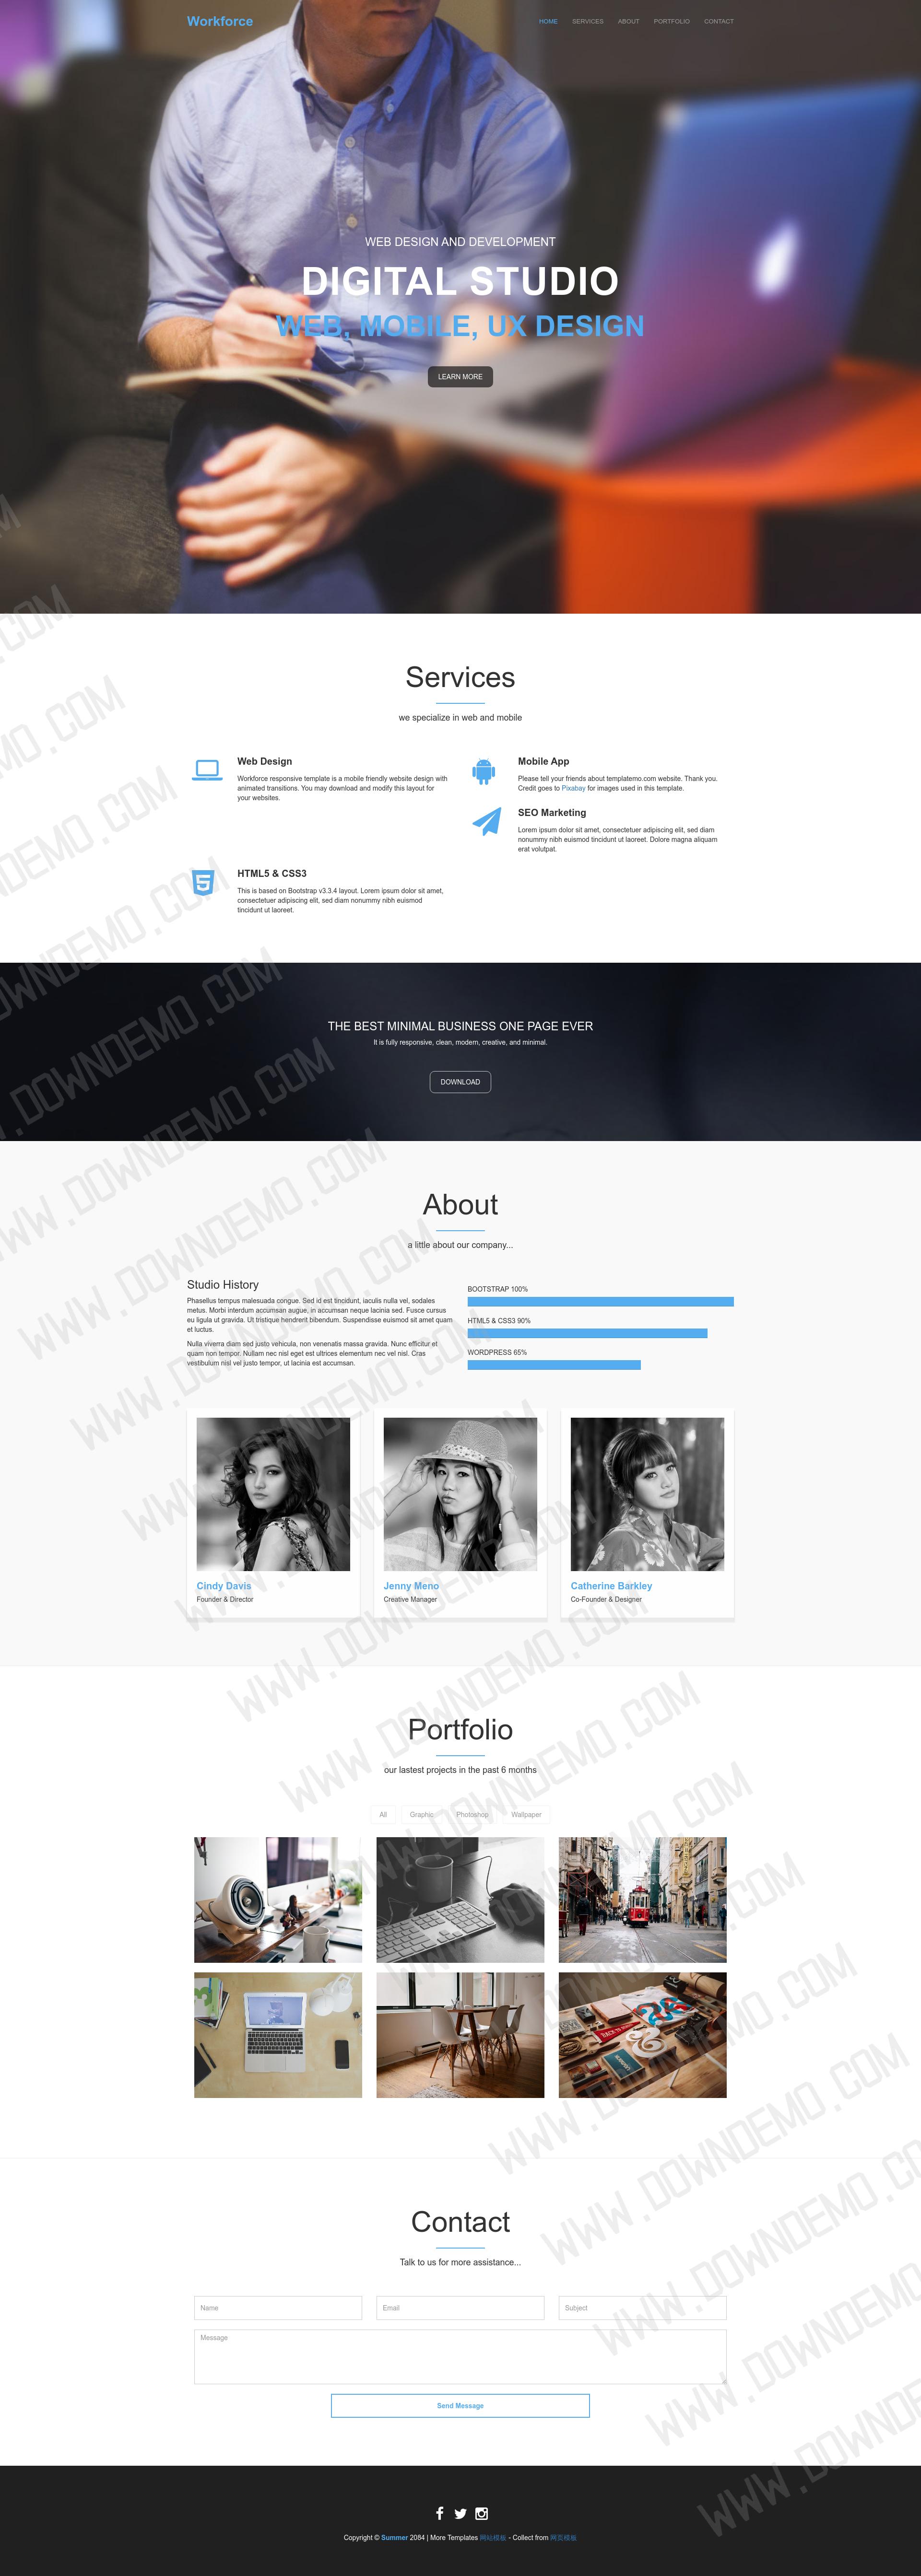 Workforce
HOME SERVICES ABOUT PORTFOLIO CONTACT
WEB DESIGN AND DEVELOPMENT
DIGITAL STUDIO
WEB, MOBILE, UX DESIGN
LEARN MORE
Services
we specialize in web and mobile
Web Design
Workforce responsive template is a mobile friendly website design with
animated transitions. You may download and modify this layout for
your websites.
Mobile App
Please tell your friends about templatemo.com website. Thank you.
Credit goes to Pixabay for images used in this template.
SEO Marketing
Lorem ipsum dolor sit amet, consectetuer adipiscing elit, sed diam
nonummy nibh euismod tincidunt ut laoreet. Dolore magna aliquam
erat volutpat.
HTML5 & CSS3
This is based on Bootstrap v3.3.4 layout. Lorem ipsum dolor sit amet,
consectetuer adipiscing elit, sed diam nonummy nibh euismod
tincidunt ut laoreet.
THE BEST MINIMAL BUSINESS ONE PAGE EVER
It is fully responsive, clean, modern, creative, and minimal.
DOWNLOAD
About
a little about our company...
Studio History
Phasellus tempus malesuada congue. Sed id est tincidunt, iaculis nulla vel, sodales
metus. Morbi interdum accumsan augue, in accumsan neque lacinia sed. Fusce cursus
eu ligula ut gravida. Ut tristique hendrerit bibendum. Suspendisse euismod sit amet quam
et luctus.
Nulla viverra diam sed justo vehicula, non venenatis massa gravida. Nunc efficitur et
quam non tempor. Nullam nec nisl eget est ultrices elementum nec vel nisl. Cras
vestibulum nisl vel justo tempor, ut lacinia est accumsan.
BOOTSTRAP 100%
HTML5 & CSS3 90%
WORDPRESS 65%
Cindy Davis
Founder & Director
Jenny Meno
Creative Manager
Catherine Barkley
Co-Founder & Designer
Portfolio
our lastest projects in the past 6 months
All Graphic Photoshop Wallpaper
Contact
Talk to us for more assistance...
Name
Email
Subject
Message
Send Message
Copyright © Summer 2084 | More Templates 网站模板 - Collect from 网页模板
WWW.DOWNDEMO.COM